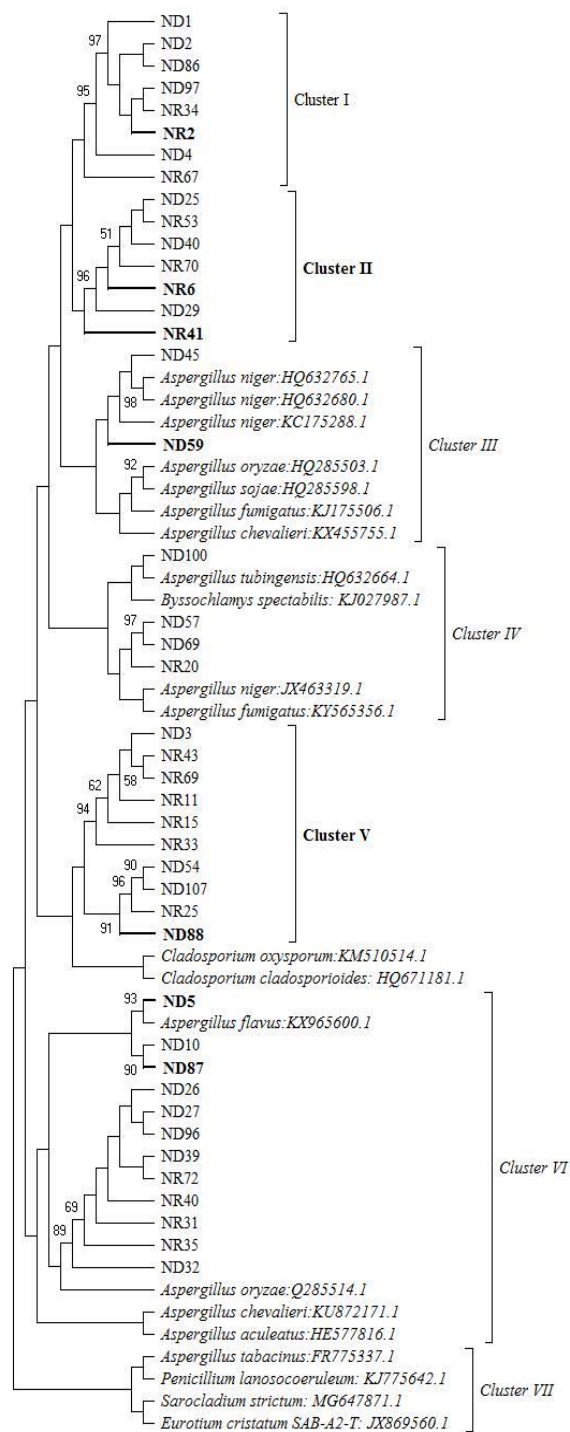 97
ND1
ND2
ND86
ND97
NR34
NR2
95
ND4
NR67
Cluster I
ND25
NR53
51
ND40
NR70
96
NR6
ND29
NR41
Cluster II
ND45
Aspergillus niger:HQ632765.1
98
Aspergillus niger:HQ632680.1
Aspergillus niger:KC175288.1
ND59
92
Aspergillus oryzae:HQ285503.1
Aspergillus sojae:HQ285598.1
Aspergillus fumigatus:KJ175506.1
Aspergillus chevalieri:KX455755.1
Cluster III
ND100
Aspergillus tubingensis:HQ632664.1
Byssochlamys spectabilis: KJ027987.1
97
ND57
ND69
NR20
Aspergillus niger:JX463319.1
Aspergillus fumigatus:KY565356.1
Cluster IV
ND3
NR43
62
58
NR69
94
NR11
NR15
NR33
90
ND54
96
ND107
NR25
91
ND88
Cluster V
Cladosporium oxysporum:KM510514.1
Cladosporium cladosporioides: HQ671181.1
93
ND5
Aspergillus flavus:KX965600.1
ND10
90
ND87
ND26
ND27
ND96
ND39
NR72
69
NR40
NR31
89
NR35
ND32
Aspergillus oryzae:Q285514.1
Aspergillus chevalieri:KU872171.1
Aspergillus aculeatus:HE577816.1
Cluster VI
Aspergillus tabacinus:FR775337.1
Penicillium lanosocoeruleum: KJ775642.1
Sarocladium strictum: MG647871.1
Eurotium cristatum SAB-A2-T: JX869560.1
Cluster VII